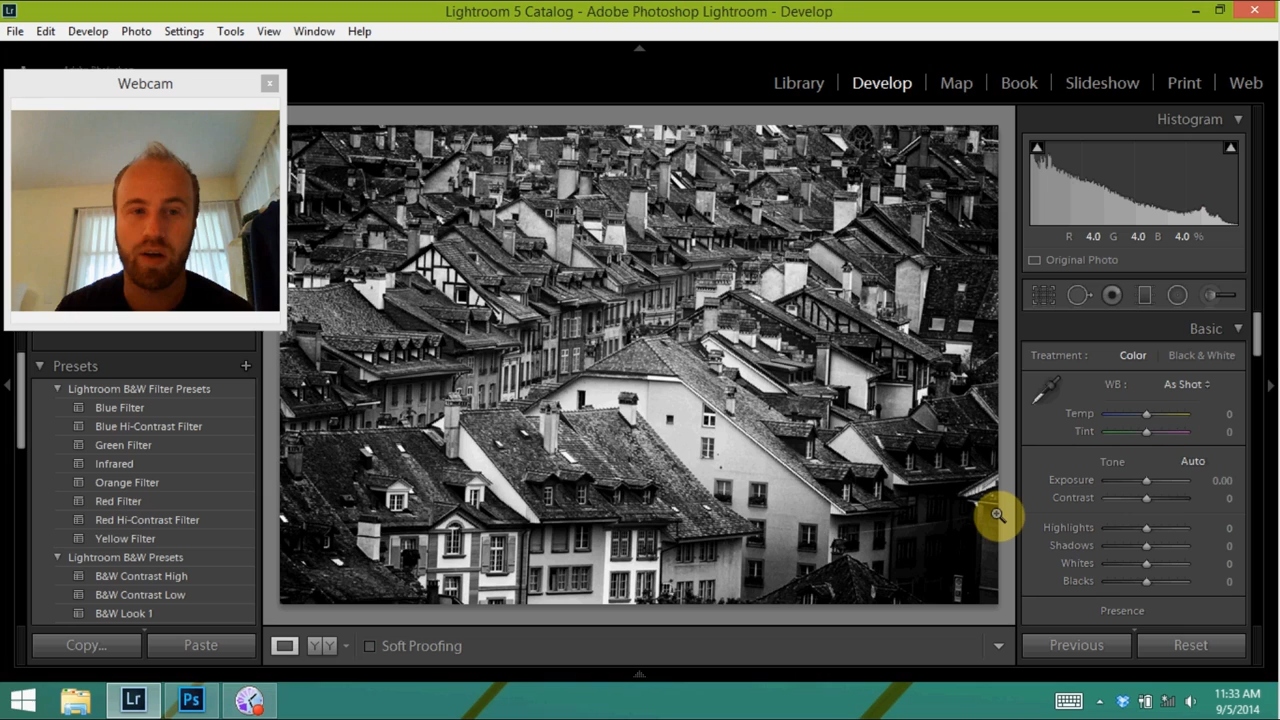 Lr
Lightroom 5 Catalog - Adobe Photoshop Lightroom - Develop
File Edit Develop Photo Settings Tools View Window Help
Webcam
x
Library Develop Map Book Slideshow Print Web
Histogram
R 4.0 G 4.0 B 4.0 %
Original Photo
Basic
Treatment : Color Black & White
WB : As Shot
Temp 0
Tint 0
Tone Auto
Exposure 0.00
Contrast 0
Highlights 0
Shadows 0
Whites 0
Blacks 0
Presence
Previous Reset
Presets +
Lightroom B&W Filter Presets
Blue Filter
Blue Hi-Contrast Filter
Green Filter
Infrared
Orange Filter
Red Filter
Red Hi-Contrast Filter
Yellow Filter
Lightroom B&W Presets
B&W Contrast High
B&W Contrast Low
B&W Look 1
Copy... Paste
YY
Soft Proofing
Lr
Ps
11:33 AM
9/5/2014